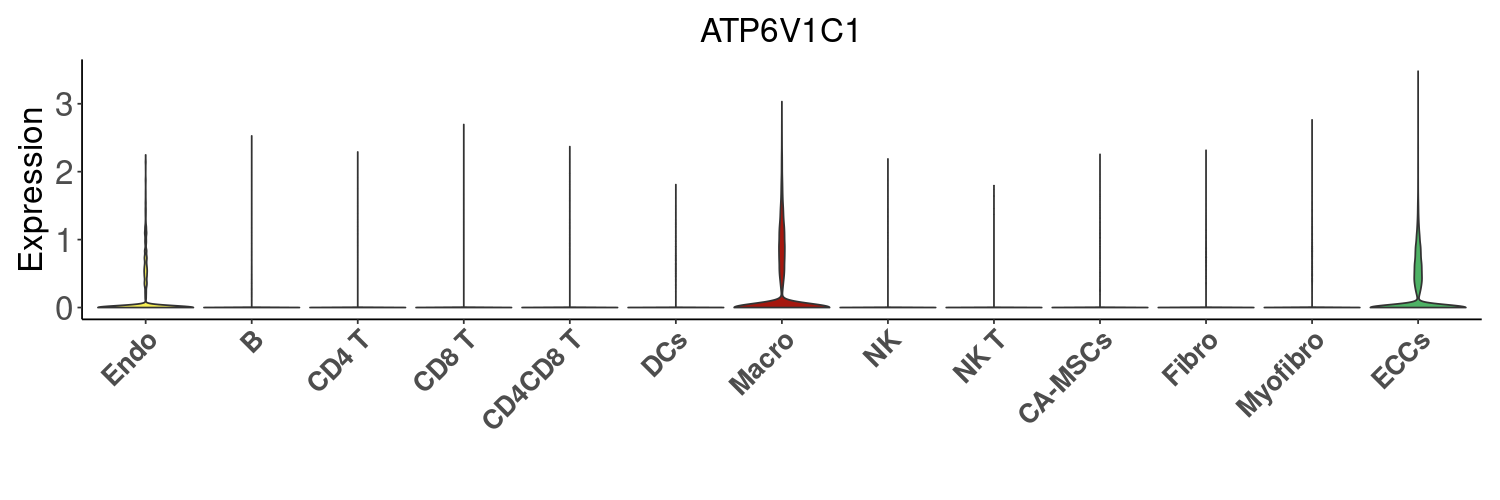 ATP6V1C1
Expression
3
2
1
0
Endo
B
CD4 T
CD8 T
CD4CD8 T
DCs
Macro
NK
NK T
CA-MSCs
Fibro
Myofibro
ECCs